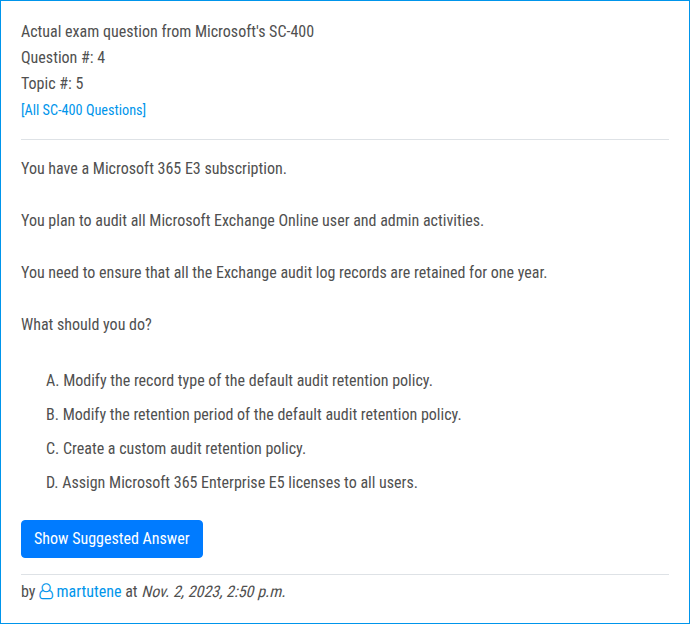 Actual exam question from Microsoft's SC-400
Question #: 4
Topic #: 5
[All SC-400 Questions]
You have a Microsoft 365 E3 subscription.
You plan to audit all Microsoft Exchange Online user and admin activities.
You need to ensure that all the Exchange audit log records are retained for one year.
What should you do?
A. Modify the record type of the default audit retention policy.
B. Modify the retention period of the default audit retention policy.
C. Create a custom audit retention policy.
D. Assign Microsoft 365 Enterprise E5 licenses to all users.
Show Suggested Answer
by martutene at Nov. 2, 2023, 2:50 p.m.